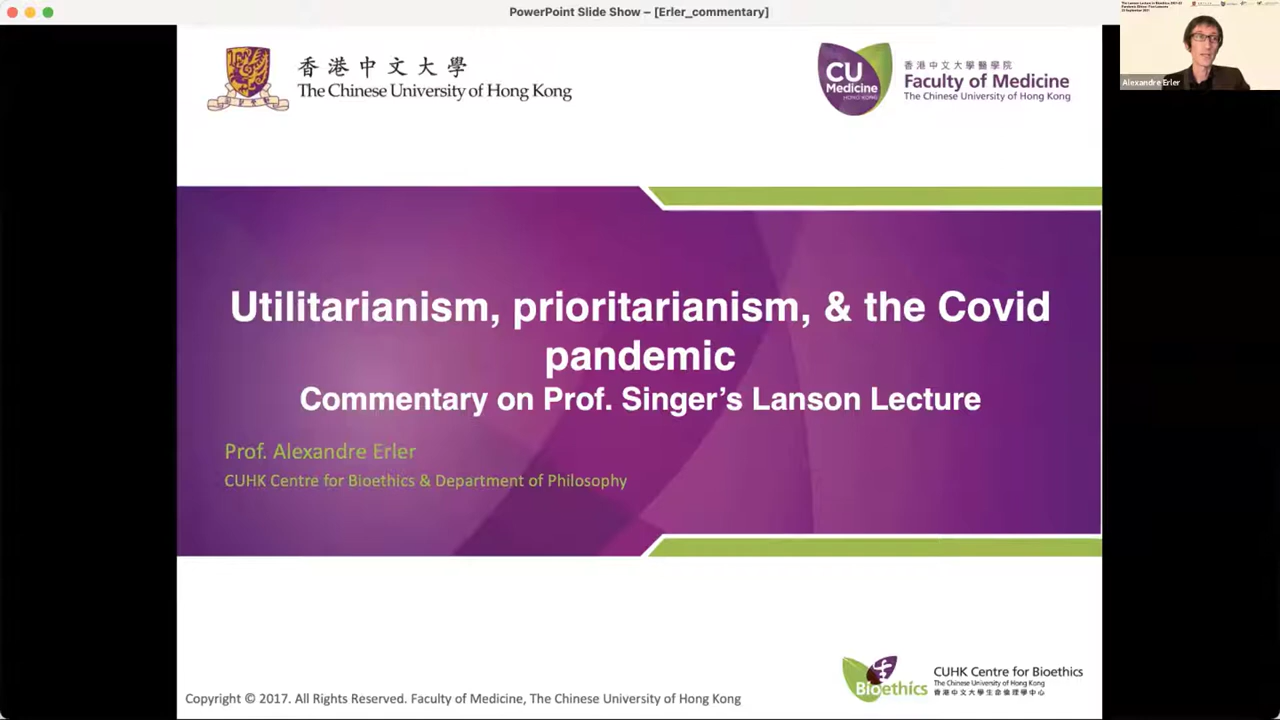 PowerPoint Slide Show – [Erler_commentary]
香港中文大學
The Chinese University of Hong Kong
CU
Medicine
HONG KONG
香港中文大學醫學院
Faculty of Medicine
The Chinese University of Hong Kong
Alexandre Erler
Utilitarianism, prioritarianism, & the Covid
pandemic
Commentary on Prof. Singer’s Lanson Lecture
Prof. Alexandre Erler
CUHK Centre for Bioethics & Department of Philosophy
Copyright © 2017. All Rights Reserved. Faculty of Medicine, The Chinese University of Hong Kong
Bioethics
CUHK Centre for Bioethics
The Chinese University of Hong Kong
香港中文大學生命倫理學中心